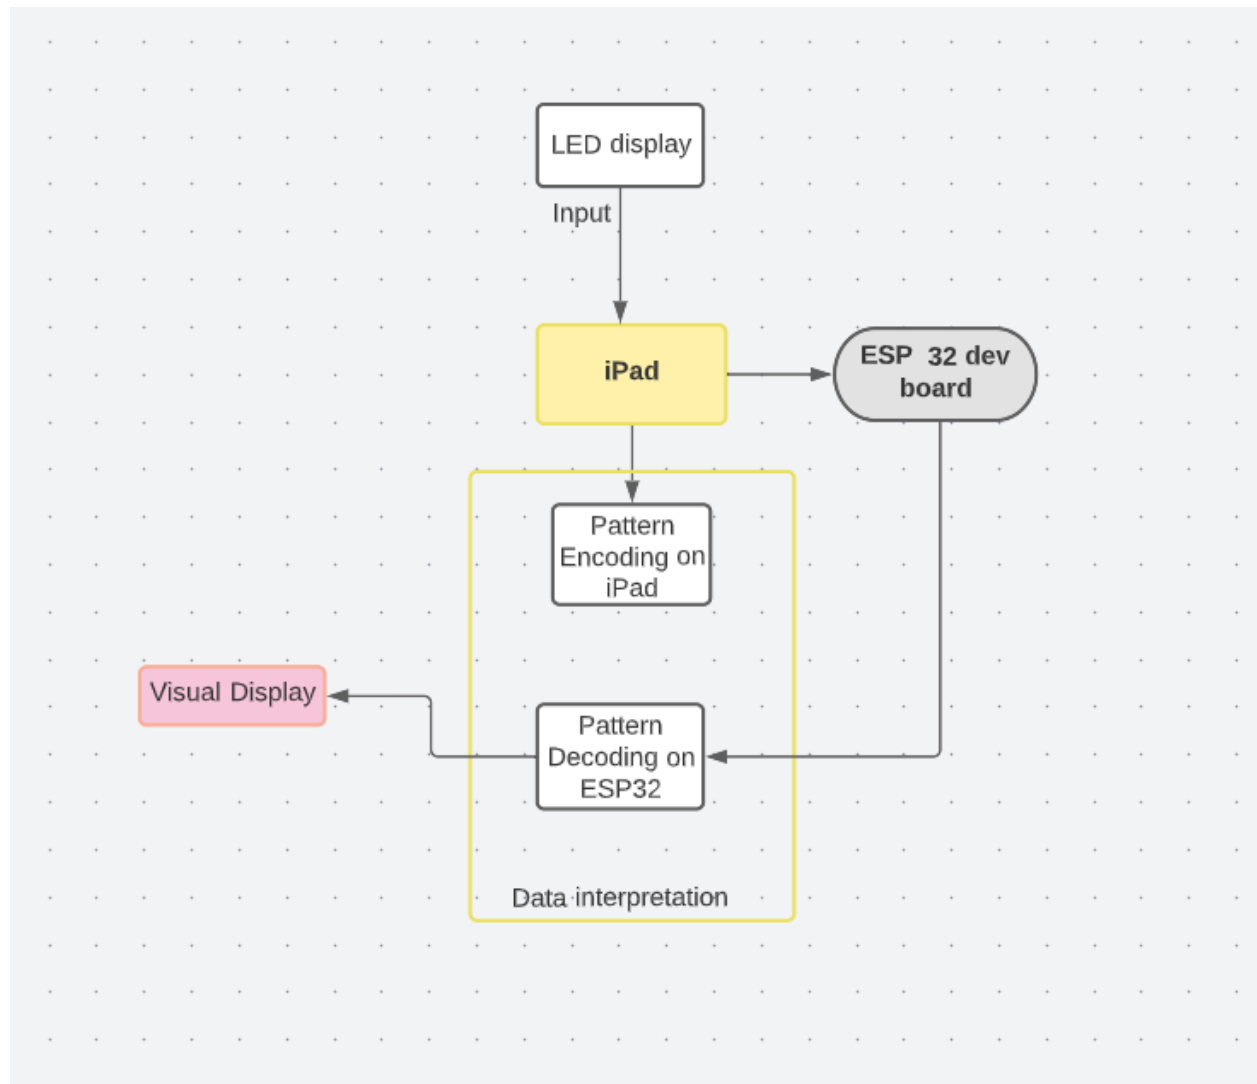 LED display
Input
iPad
ESP 32 dev
board
Pattern
Encoding on
iPad
Visual Display
Pattern
Decoding on
ESP32
Data interpretation